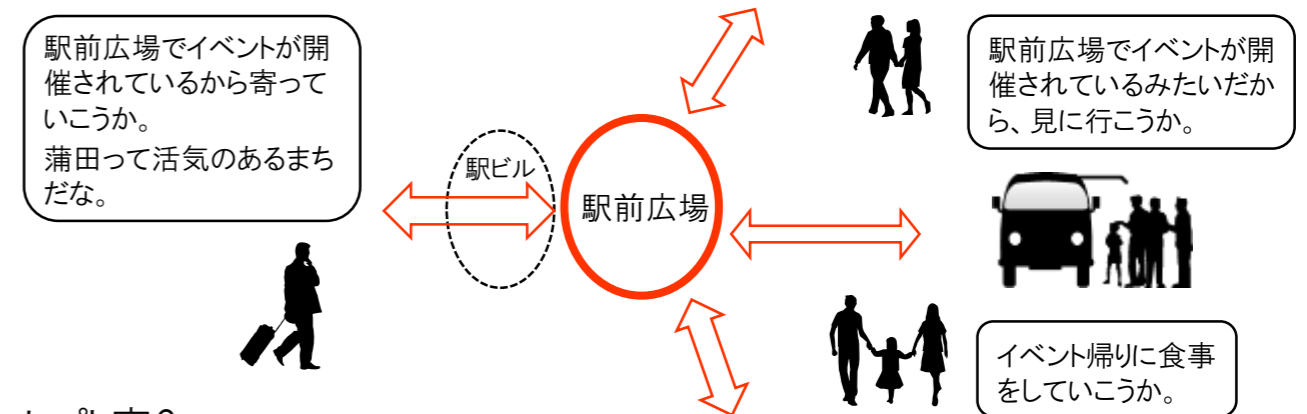 駅前広場でイベントが開
催されているから寄って
いこうか。
蒲田って活気のあるまち
だな。
駅ビル
駅前広場
駅前広場でイベントが開
催されているみたいだか
ら、見に行こうか。
イベント帰りに食事
をしていこうか。